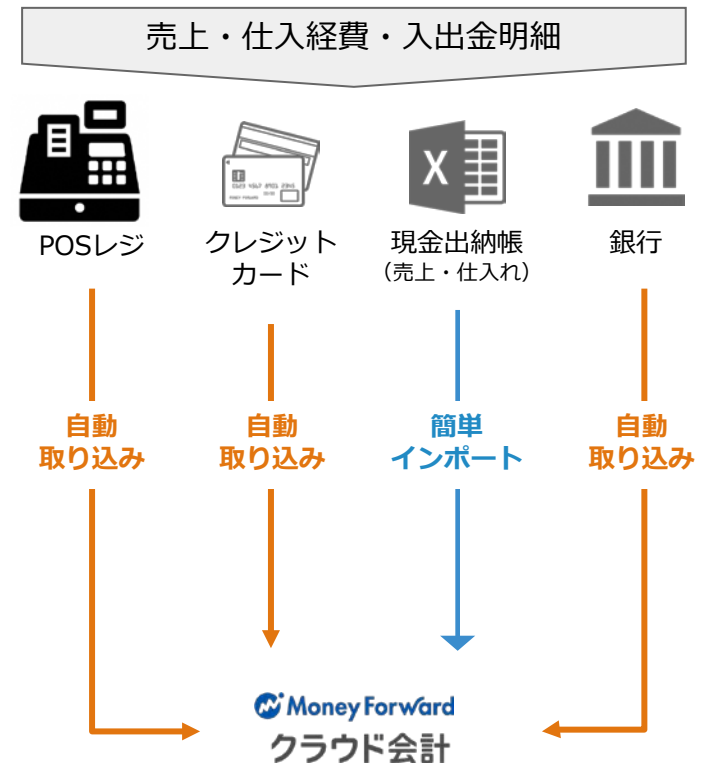 売上・仕入経費・入出金明細
POSレジ
クレジット
カード
現金出納帳
（売上・仕入れ）
銀行
自動
取り込み
自動
取り込み
簡単
インポート
自動
取り込み
Money Forward
クラウド会計